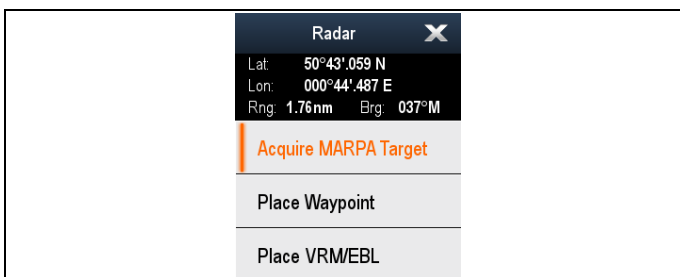 Radar X
Lat: 50°43'.059 N
Lon: 000°44'.487 E
Rng: 1.76nm Brg: 037°M
Acquire MARPA Target
Place Waypoint
Place VRM/EBL